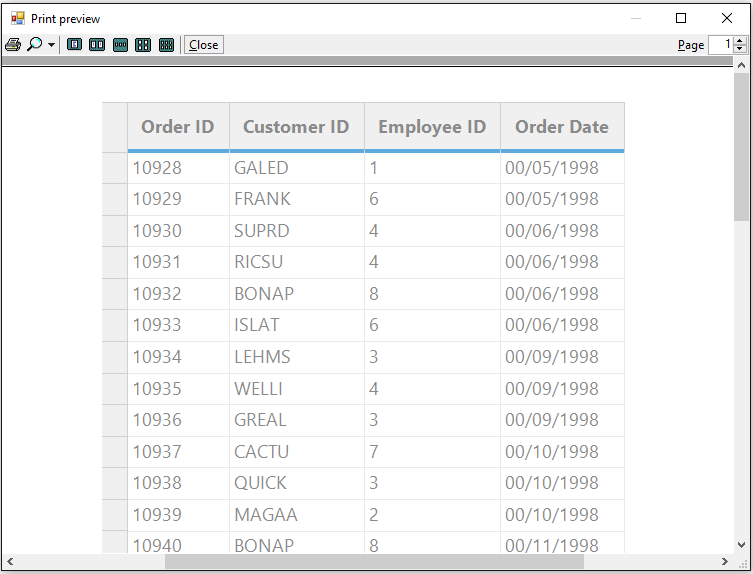 Print preview
Close Page 1
Order ID Customer ID Employee ID Order Date
10928 GALED 1 00/05/1998
10929 FRANK 6 00/05/1998
10930 SUPRD 4 00/06/1998
10931 RICSU 4 00/06/1998
10932 BONAP 8 00/06/1998
10933 ISLAT 6 00/06/1998
10934 LEHMS 3 00/09/1998
10935 WELLI 4 00/09/1998
10936 GREAL 3 00/09/1998
10937 CACTU 7 00/10/1998
10938 QUICK 3 00/10/1998
10939 MAGAA 2 00/10/1998
10940 BONAP 8 00/11/1998